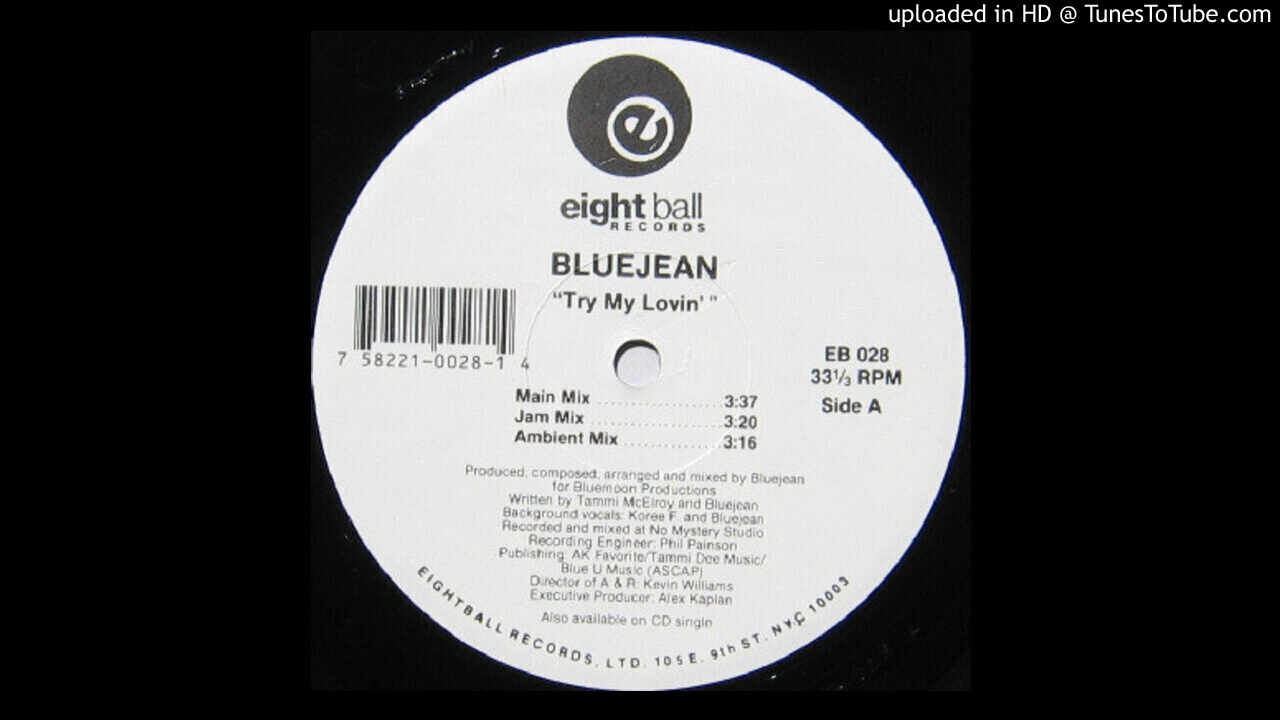 uploaded in HD @ TunesToTube.com
e
eight ball
RECORDS
BLUEJEAN
"Try My Lovin' "
7 58221-0028-1 4
EB 028
33⅓ RPM
Side A
Main Mix ........................ 3:37
Jam Mix ......................... 3:20
Ambient Mix ................... 3:16
Produced, composed, arranged and mixed by Bluejean
for Bluemoon Productions
Written by Tammi McElroy and Bluejean
Background vocals: Koree F. and Bluejean
Recorded and mixed at No Mystery Studio
Recording Engineer: Phil Painson
Publishing: AK Favorite/Tammi Dee Music/
Blue U Music (ASCAP)
Director of A & R: Kevin Williams
Executive Producer: Alex Kaplan
Also available on CD single
EIGHTBALL RECORDS, LTD. 105 E. 9th ST. NYC 10003